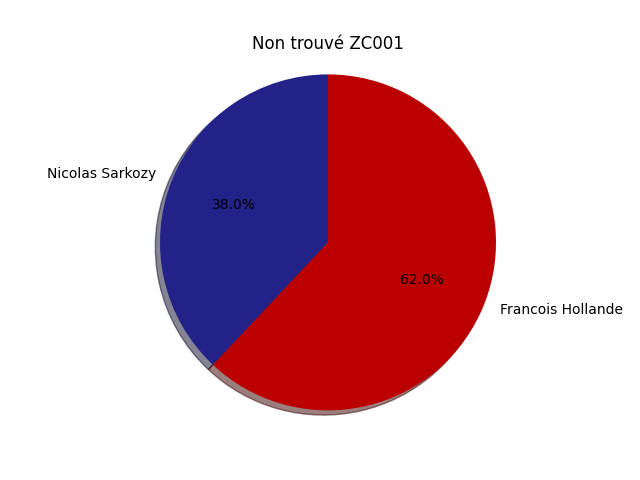 Non trouvé ZC001
Nicolas Sarkozy
38.0%
62.0%
Francois Hollande